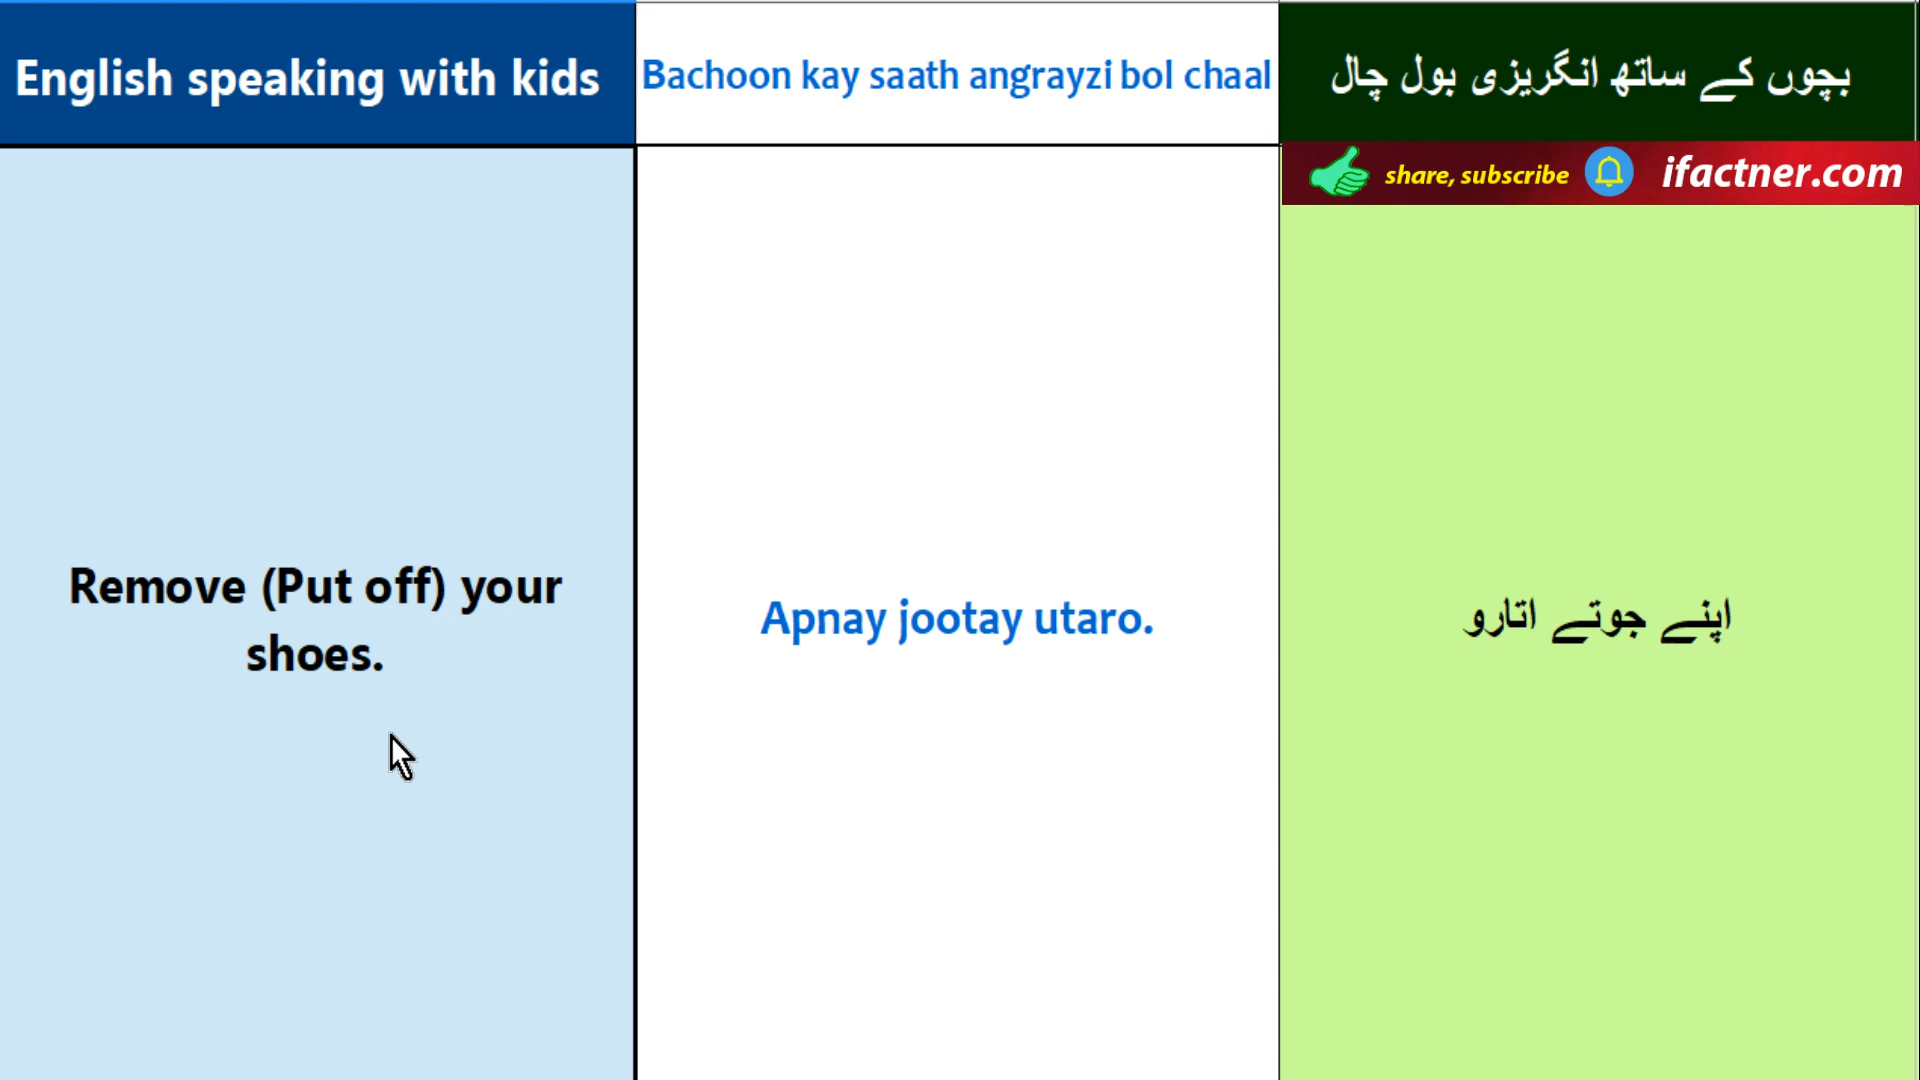 English speaking with kids
Bachoon kay saath angrayzi bol chaal
بچوں کے ساتھ انگریزی بول چال
share, subscribe
ifactner.com
Remove (Put off) your
shoes.
Apnay jootay utaro.
اپنے جوتے اتارو